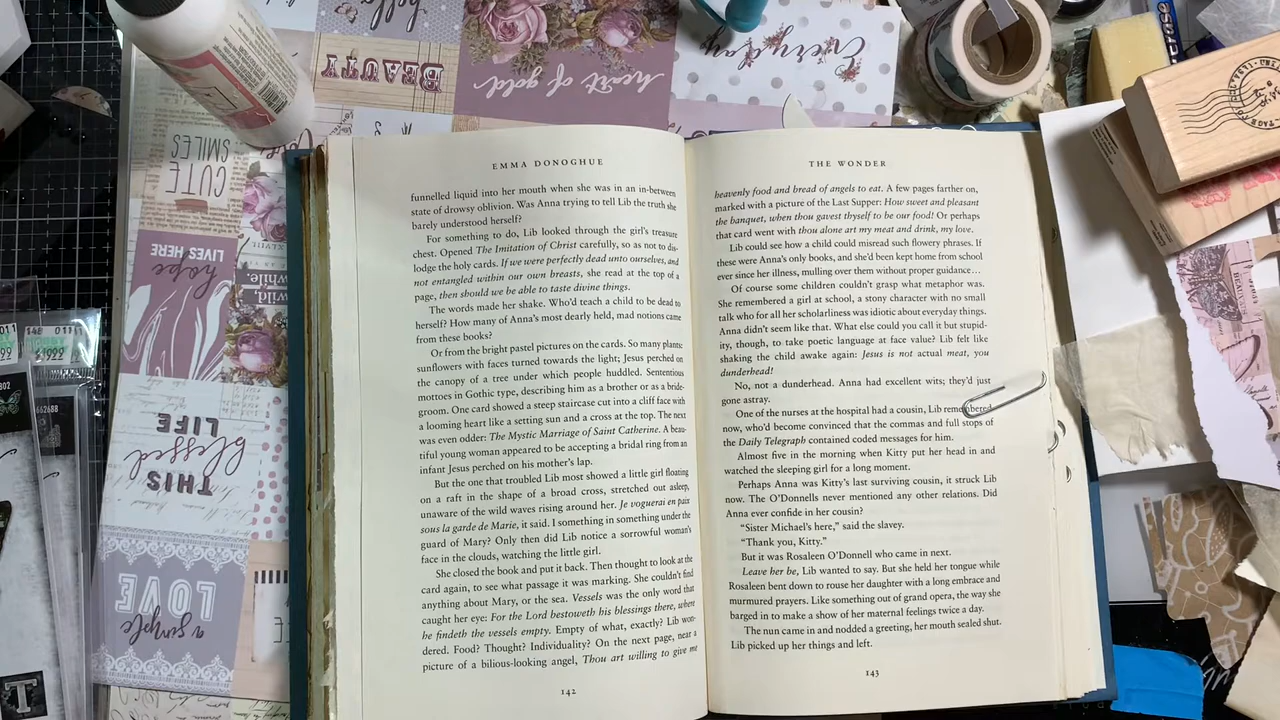 hello
BEAUTY
heart of gold
Everyday
erase
CUTE
SMILES
hope
LIVES HERE
While
Wild
THIS
blessed
LIFE
a simple
LOVE
T
EMMA DONOGHUE
funnelled liquid into her mouth when she was in an in-between
state of drowsy oblivion. Was Anna trying to tell Lib the truth she
barely understood herself?
For something to do, Lib looked through the girl's treasure
chest. Opened The Imitation of Christ carefully, so as not to dis-
lodge the holy cards. If we were perfectly dead unto ourselves, and
not entangled within our own breasts, she read at the top of a
page, then should we be able to taste divine things.
The words made her shake. Who'd teach a child to be dead to
herself? How many of Anna's most dearly held, mad notions came
from these books?
Or from the bright pastel pictures on the cards. So many plants:
sunflowers with faces turned towards the light; Jesus perched on
the canopy of a tree under which people huddled. Sententious
mottoes in Gothic type, describing him as a brother or as a bride-
groom. One card showed a steep staircase cut into a cliff face with
a looming heart like a setting sun and a cross at the top. The next
was even odder: The Mystic Marriage of Saint Catherine. A beau-
tiful young woman appeared to be accepting a bridal ring from an
infant Jesus perched on his mother's lap.
But the one that troubled Lib most showed a little girl floating
on a raft in the shape of a broad cross, stretched out asleep,
unaware of the wild waves rising around her. Je voguerai en paix
sous la garde de Marie, it said. I something in something under the
guard of Mary? Only then did Lib notice a sorrowful woman's
face in the clouds, watching the little girl.
She closed the book and put it back. Then thought to look at the
card again, to see what passage it was marking. She couldn't find
anything about Mary, or the sea. Vessels was the only word that
caught her eye: For the Lord bestoweth his blessings there, where
he findeth the vessels empty. Empty of what, exactly? Lib won-
dered. Food? Thought? Individuality? On the next page, near a
picture of a bilious-looking angel, Thou art willing to give me
142
THE WONDER
heavenly food and bread of angels to eat. A few pages farther on,
marked with a picture of the Last Supper: How sweet and pleasant
the banquet, when thou gavest thyself to be our food! Or perhaps
that card went with thou alone art my meat and drink, my love.
Lib could see how a child could misread such flowery phrases. If
these were Anna's only books, and she'd been kept home from school
ever since her illness, mulling over them without proper guidance…
Of course some children couldn't grasp what metaphor was.
She remembered a girl at school, a stony character with no small
talk who for all her scholarliness was idiotic about everyday things.
Anna didn't seem like that. What else could you call it but stupid-
ity, though, to take poetic language at face value? Lib felt like
shaking the child awake again: Jesus is not actual meat, you
dunderhead!
No, not a dunderhead. Anna had excellent wits; they'd just
gone astray.
One of the nurses at the hospital had a cousin, Lib remembered
now, who'd become convinced that the commas and full stops of
the Daily Telegraph contained coded messages for him.
Almost five in the morning when Kitty put her head in and
watched the sleeping girl for a long moment.
Perhaps Anna was Kitty's last surviving cousin, it struck Lib
now. The O'Donnells never mentioned any other relations. Did
Anna ever confide in her cousin?
“Sister Michael's here,” said the slavey.
“Thank you, Kitty.”
But it was Rosaleen O'Donnell who came in next.
Leave her be, Lib wanted to say. But she held her tongue while
Rosaleen bent down to rouse her daughter with a long embrace and
murmured prayers. Like something out of grand opera, the way she
barged in to make a show of her maternal feelings twice a day.
The nun came in and nodded a greeting, her mouth sealed shut.
Lib picked up her things and left.
143